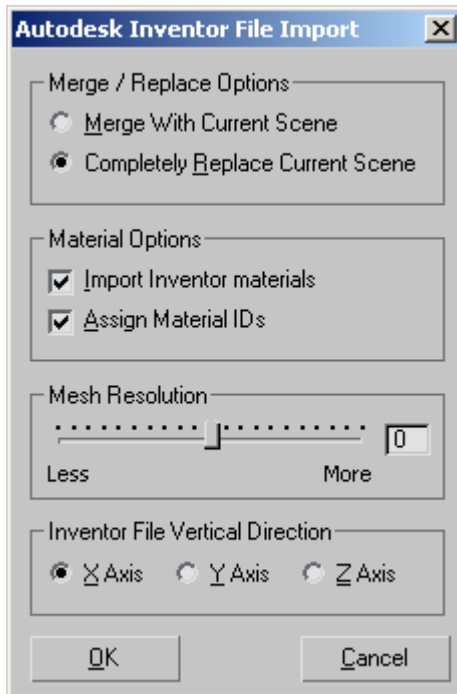 Autodesk Inventor File Import
Merge / Replace Options
Merge With Current Scene
Completely Replace Current Scene
Material Options
Import Inventor materials
Assign Material IDs
Mesh Resolution
0
Less More
Inventor File Vertical Direction
X Axis Y Axis Z Axis
OK Cancel